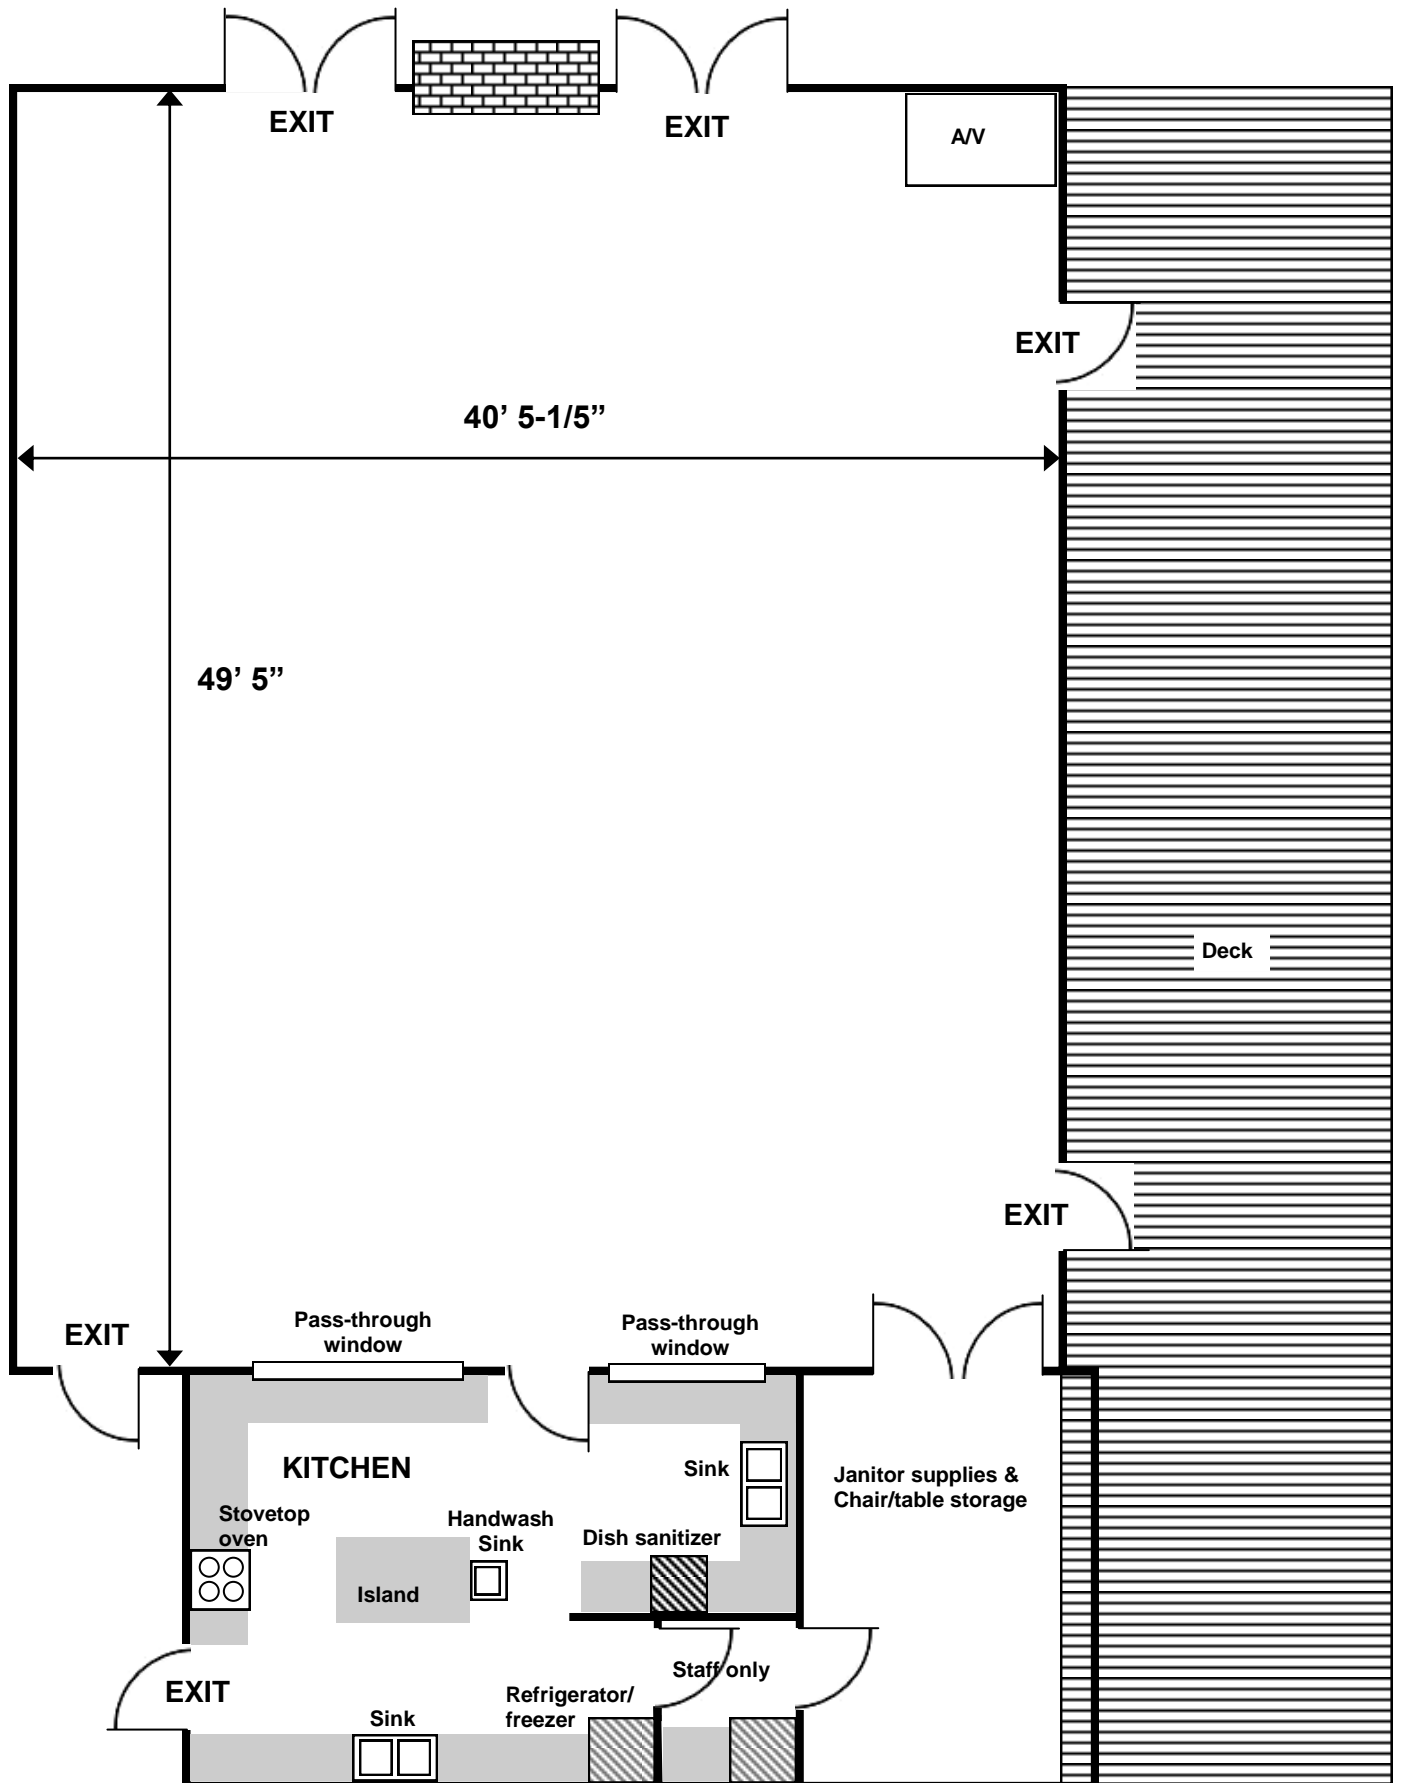 EXIT
EXIT
A/V
EXIT
40’ 5-1/5”
49’ 5”
Deck
EXIT
EXIT
Pass-through
window
Pass-through
window
KITCHEN
Sink
Janitor supplies &
Chair/table storage
Stovetop
oven
Handwash
Sink
Dish sanitizer
Island
Staff only
EXIT
Refrigerator/
freezer
Sink